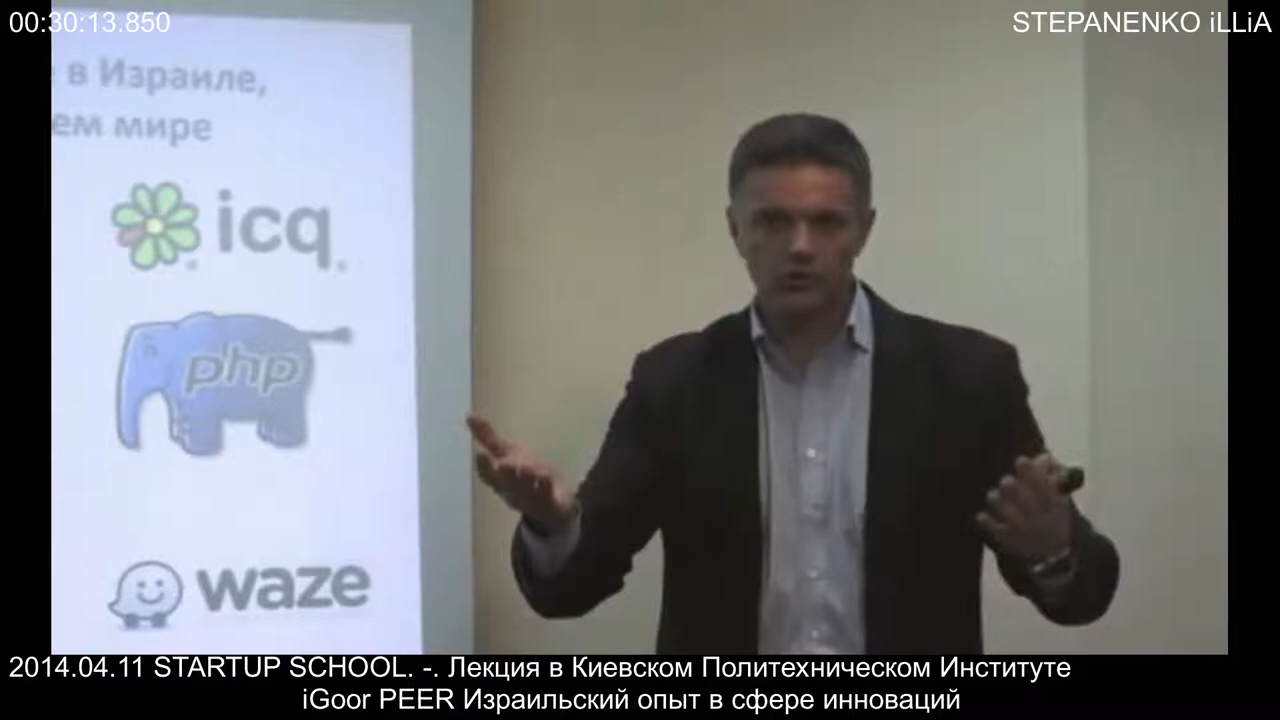 00:30:13.850
STEPANENKO iLLiA
в Израиле,
ем мире
icq
php
waze
2014.04.11 STARTUP SCHOOL. -. Лекция в Киевском Политехническом Институте
iGoor PEER Израильский опыт в сфере инноваций